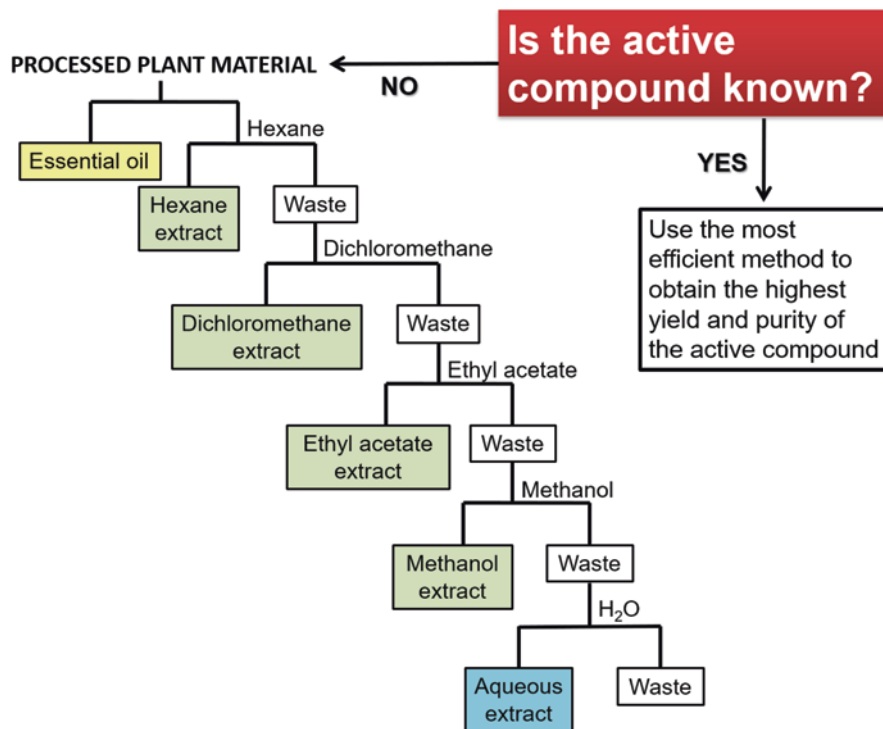 Is the active
compound known?
PROCESSED PLANT MATERIAL
NO
YES
Hexane
Essential oil
Hexane
extract
Waste
Use the most
efficient method to
obtain the highest
yield and purity of
the active compound
Dichloromethane
Dichloromethane
extract
Waste
Ethyl acetate
Ethyl acetate
extract
Waste
Methanol
Methanol
extract
Waste
H₂O
Aqueous
extract
Waste